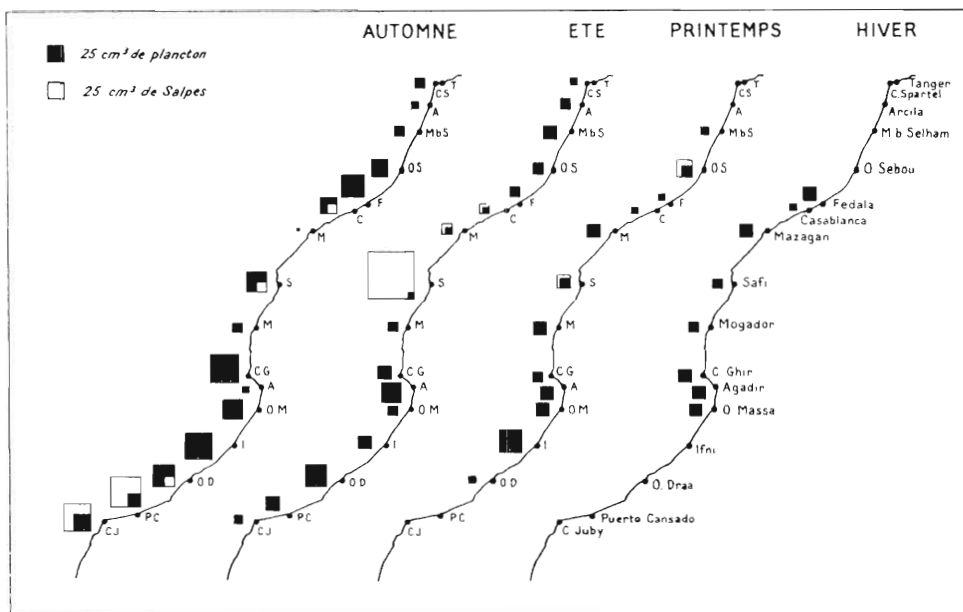 AUTOMNE ETE PRINTEMPS HIVER
25 cm³ de plancton
25 cm³ de Salpes
T
CS
A
MbS
OS
F
C
M
S
M
CG
A
OM
I
OD
PC
CJ
T
CS
A
MbS
OS
F
C
M
S
M
CG
A
OM
I
OD
PC
CJ
T
CS
A
MbS
OS
F
C
M
S
M
CG
A
OM
I
OD
PC
CJ
Tanger
C. Spartel
Arcila
M b Selham
O Sebou
Fedala
Casablanca
Mazagan
Safi
Mogador
C Ghir
Agadir
O Massa
Ifni
O. Draa
Puerto Cansado
C Juby